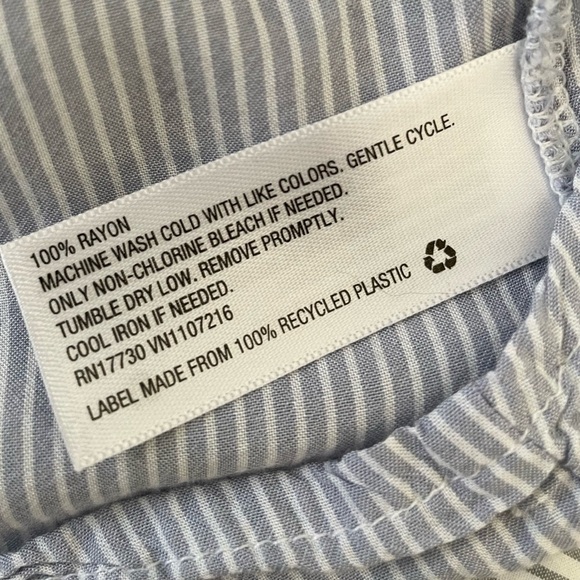 100% RAYON
MACHINE WASH COLD WITH LIKE COLORS. GENTLE CYCLE.
ONLY NON-CHLORINE BLEACH IF NEEDED.
TUMBLE DRY LOW. REMOVE PROMPTLY.
COOL IRON IF NEEDED.
RN17730 VN1107216
LABEL MADE FROM 100% RECYCLED PLASTIC